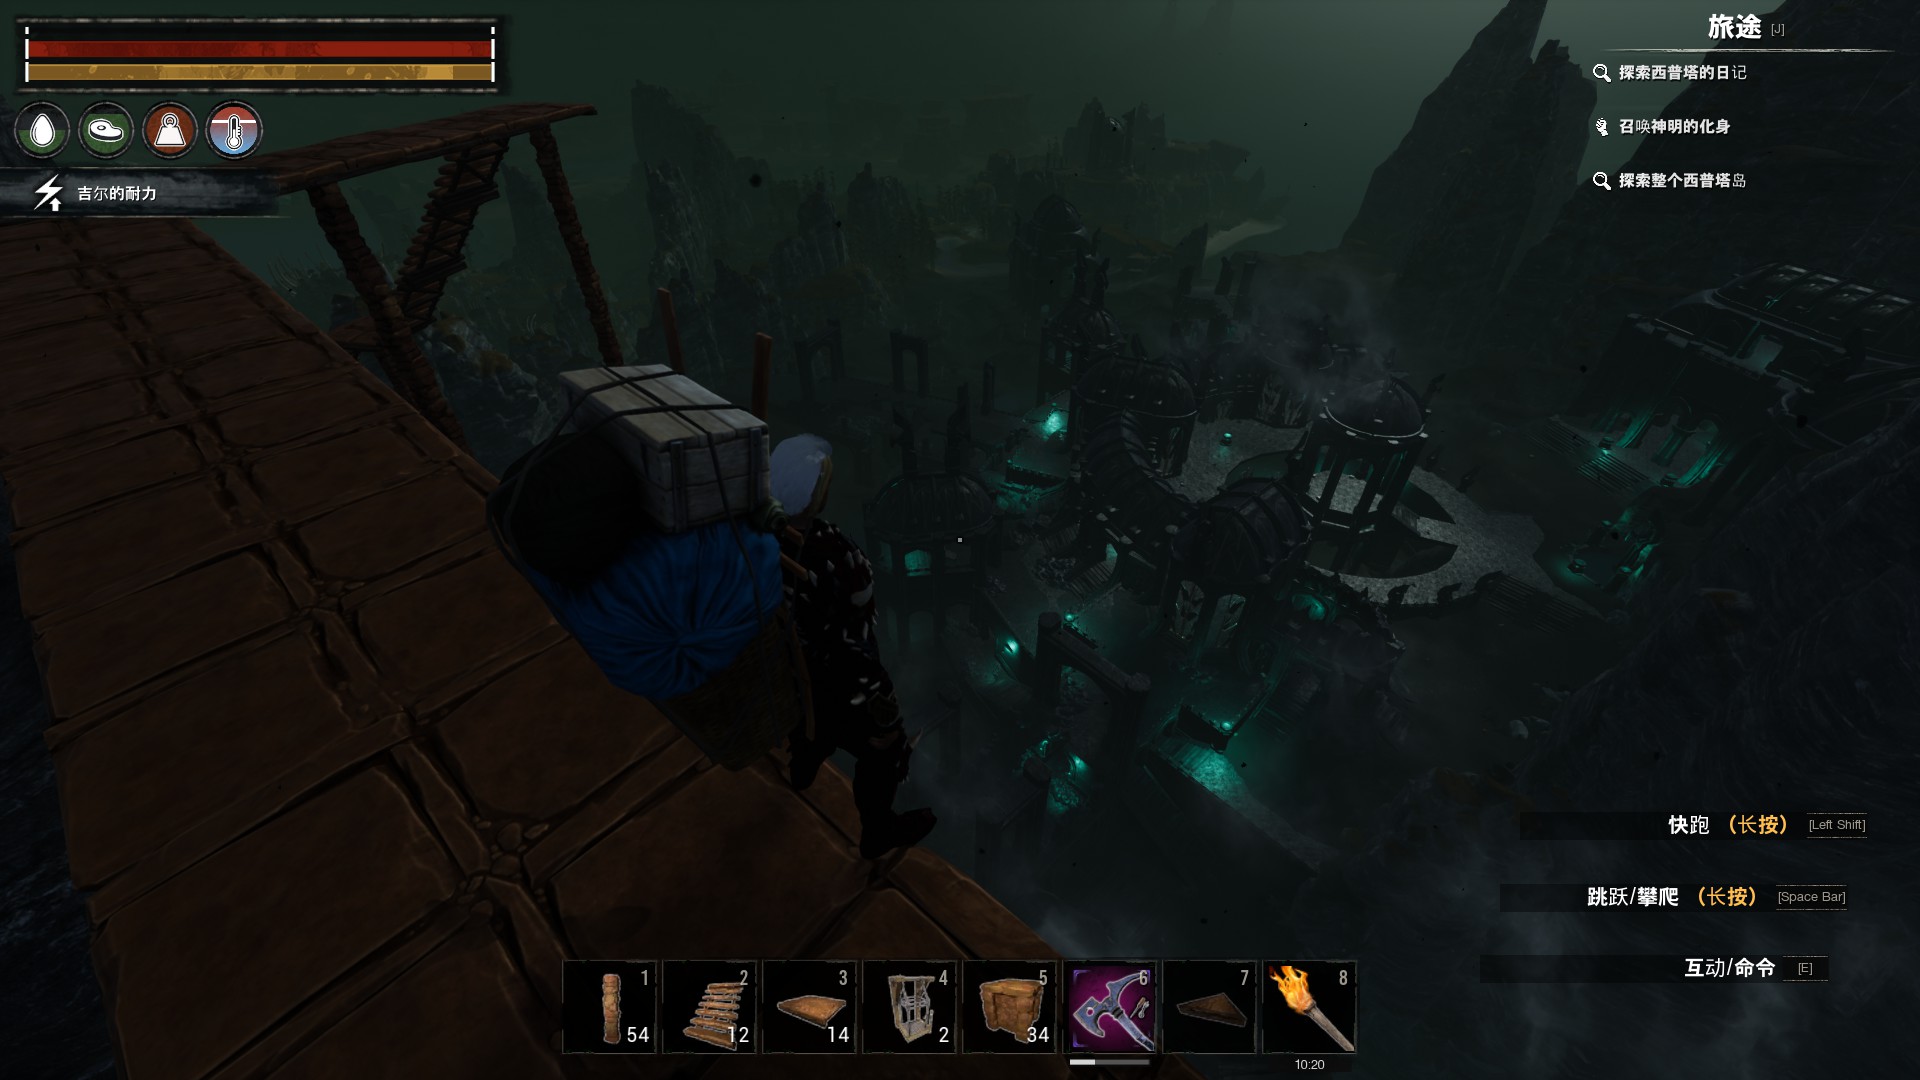 旅途 [J]
探索西普塔的日记
召唤神明的化身
探索整个西普塔岛
吉尔的耐力
快跑 （长按） [Left Shift]
跳跃/攀爬 （长按） [Space Bar]
互动/命令 [E]
1 2 3 4 5 6 7 8
54 12 14 2 34
10:20